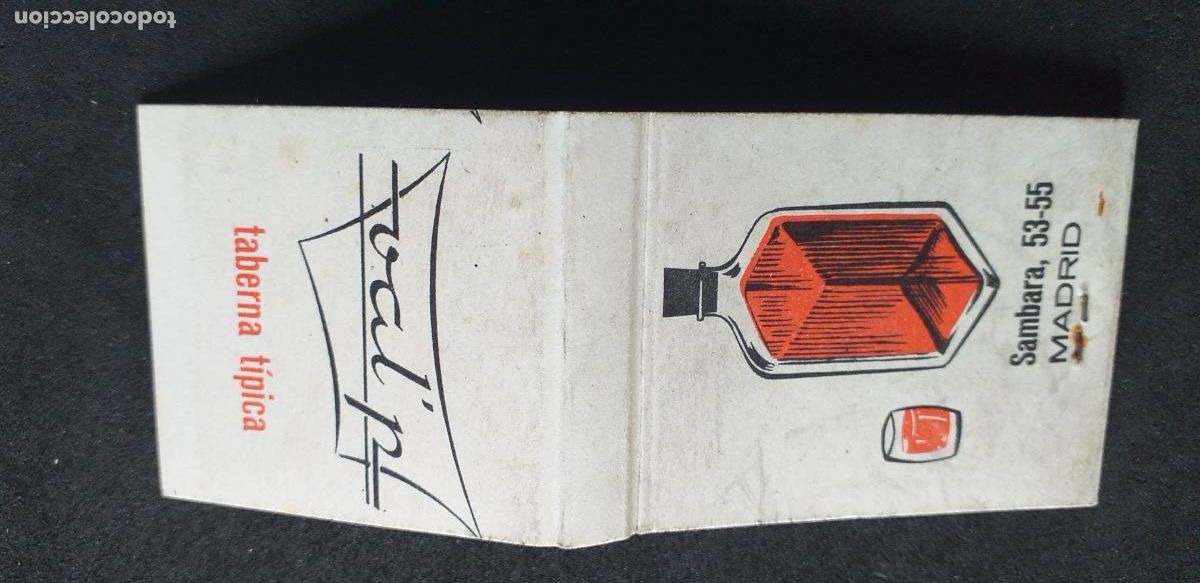 taberna típica
Sambara, 53-55
MADRID
todocoleccion